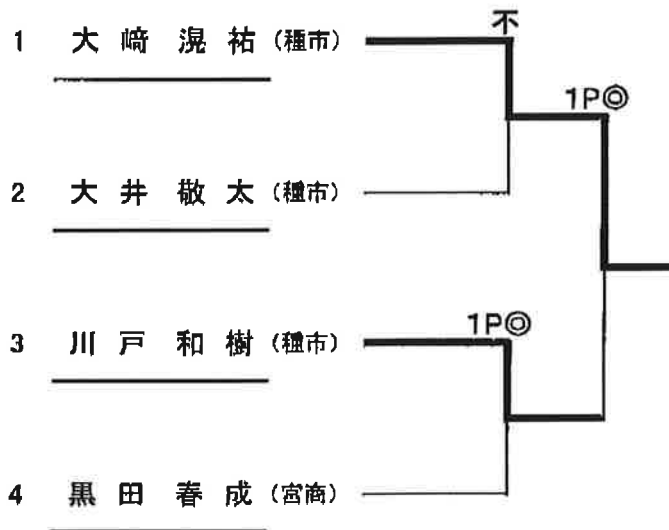 不
1 大﨑滉祐(種市)
1P◎
2 大井敬太(種市)
1P◎
3 川戸和樹(種市)
4 黒田春成(宮商)